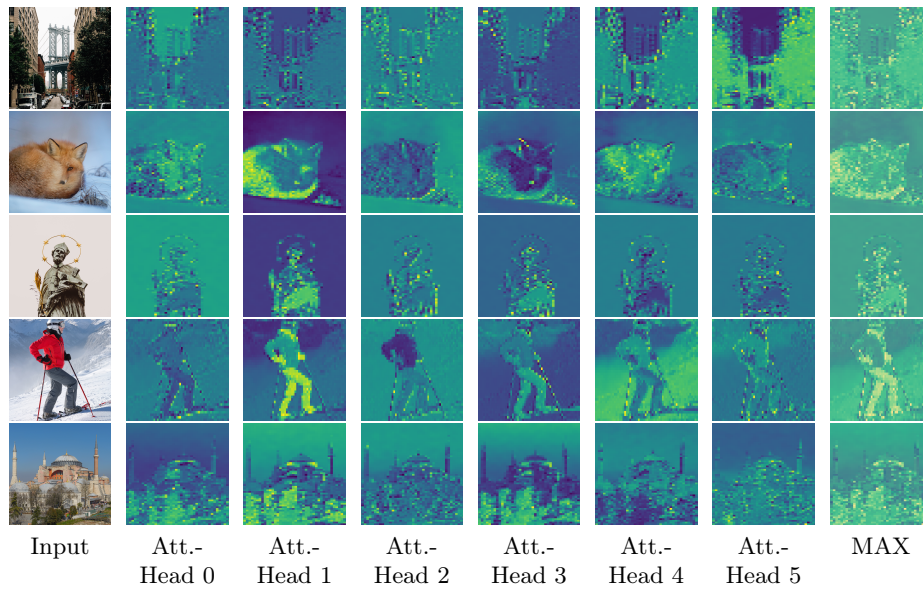 Input Att.- Att.- Att.- Att.- Att.- Att.- MAX
Head 0 Head 1 Head 2 Head 3 Head 4 Head 5